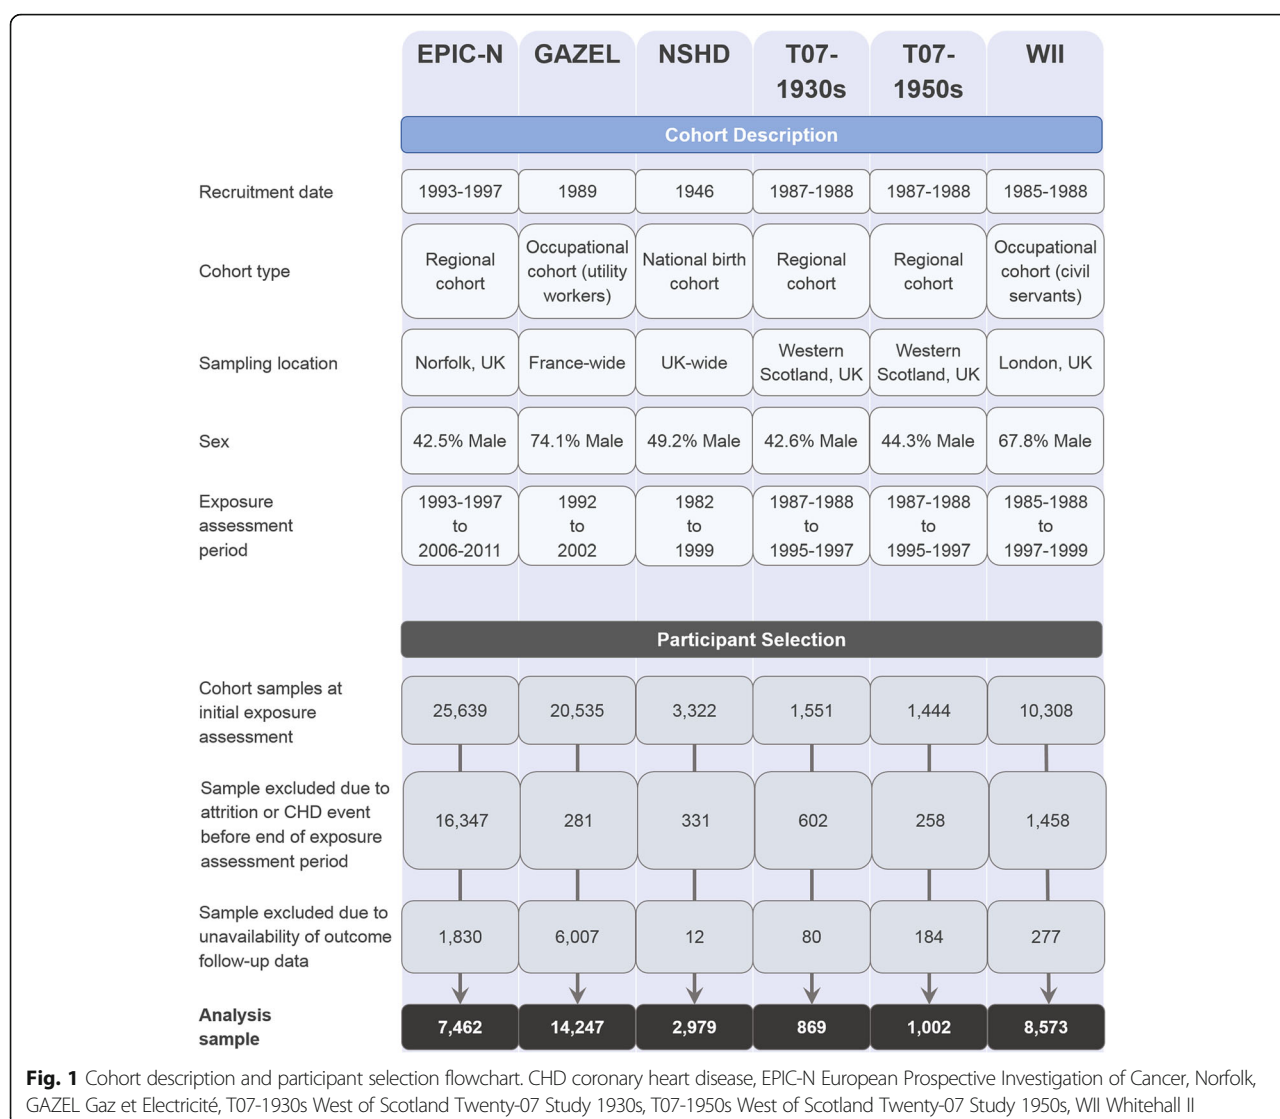 EPIC-N GAZEL NSHD T07- T07- WII
1930s 1950s
Cohort Description
Recruitment date 1993-1997 1989 1946 1987-1988 1987-1988 1985-1988
Occupational Occupational
Regional cohort (utility National birth Regional Regional cohort (civil
Cohort type cohort workers) cohort cohort cohort servants)
Western Western
Sampling location Norfolk, UK France-wide UK-wide Scotland, UK Scotland, UK London, UK
Sex 42.5% Male 74.1% Male 49.2% Male 42.6% Male 44.3% Male 67.8% Male
Exposure 1993-1997 1992 1982 1987-1988 1987-1988 1985-1988
assessment to to to to to to
period 2006-2011 2002 1999 1995-1997 1995-1997 1997-1999
Participant Selection
Cohort samples at
initial exposure 25,639 20,535 3,322 1,551 1,444 10,308
assessment
Sample excluded due to
attrition or CHD event 16,347 281 331 602 258 1,458
before end of exposure
assessment period
Sample excluded due to
unavailability of outcome 1,830 6,007 12 80 184 277
follow-up data
Analysis 7,462 14,247 2,979 869 1,002 8,573
sample
Fig. 1 Cohort description and participant selection flowchart. CHD coronary heart disease, EPIC-N European Prospective Investigation of Cancer, Norfolk,
GAZEL Gaz et Electricité, T07-1930s West of Scotland Twenty-07 Study 1930s, T07-1950s West of Scotland Twenty-07 Study 1950s, WII Whitehall II